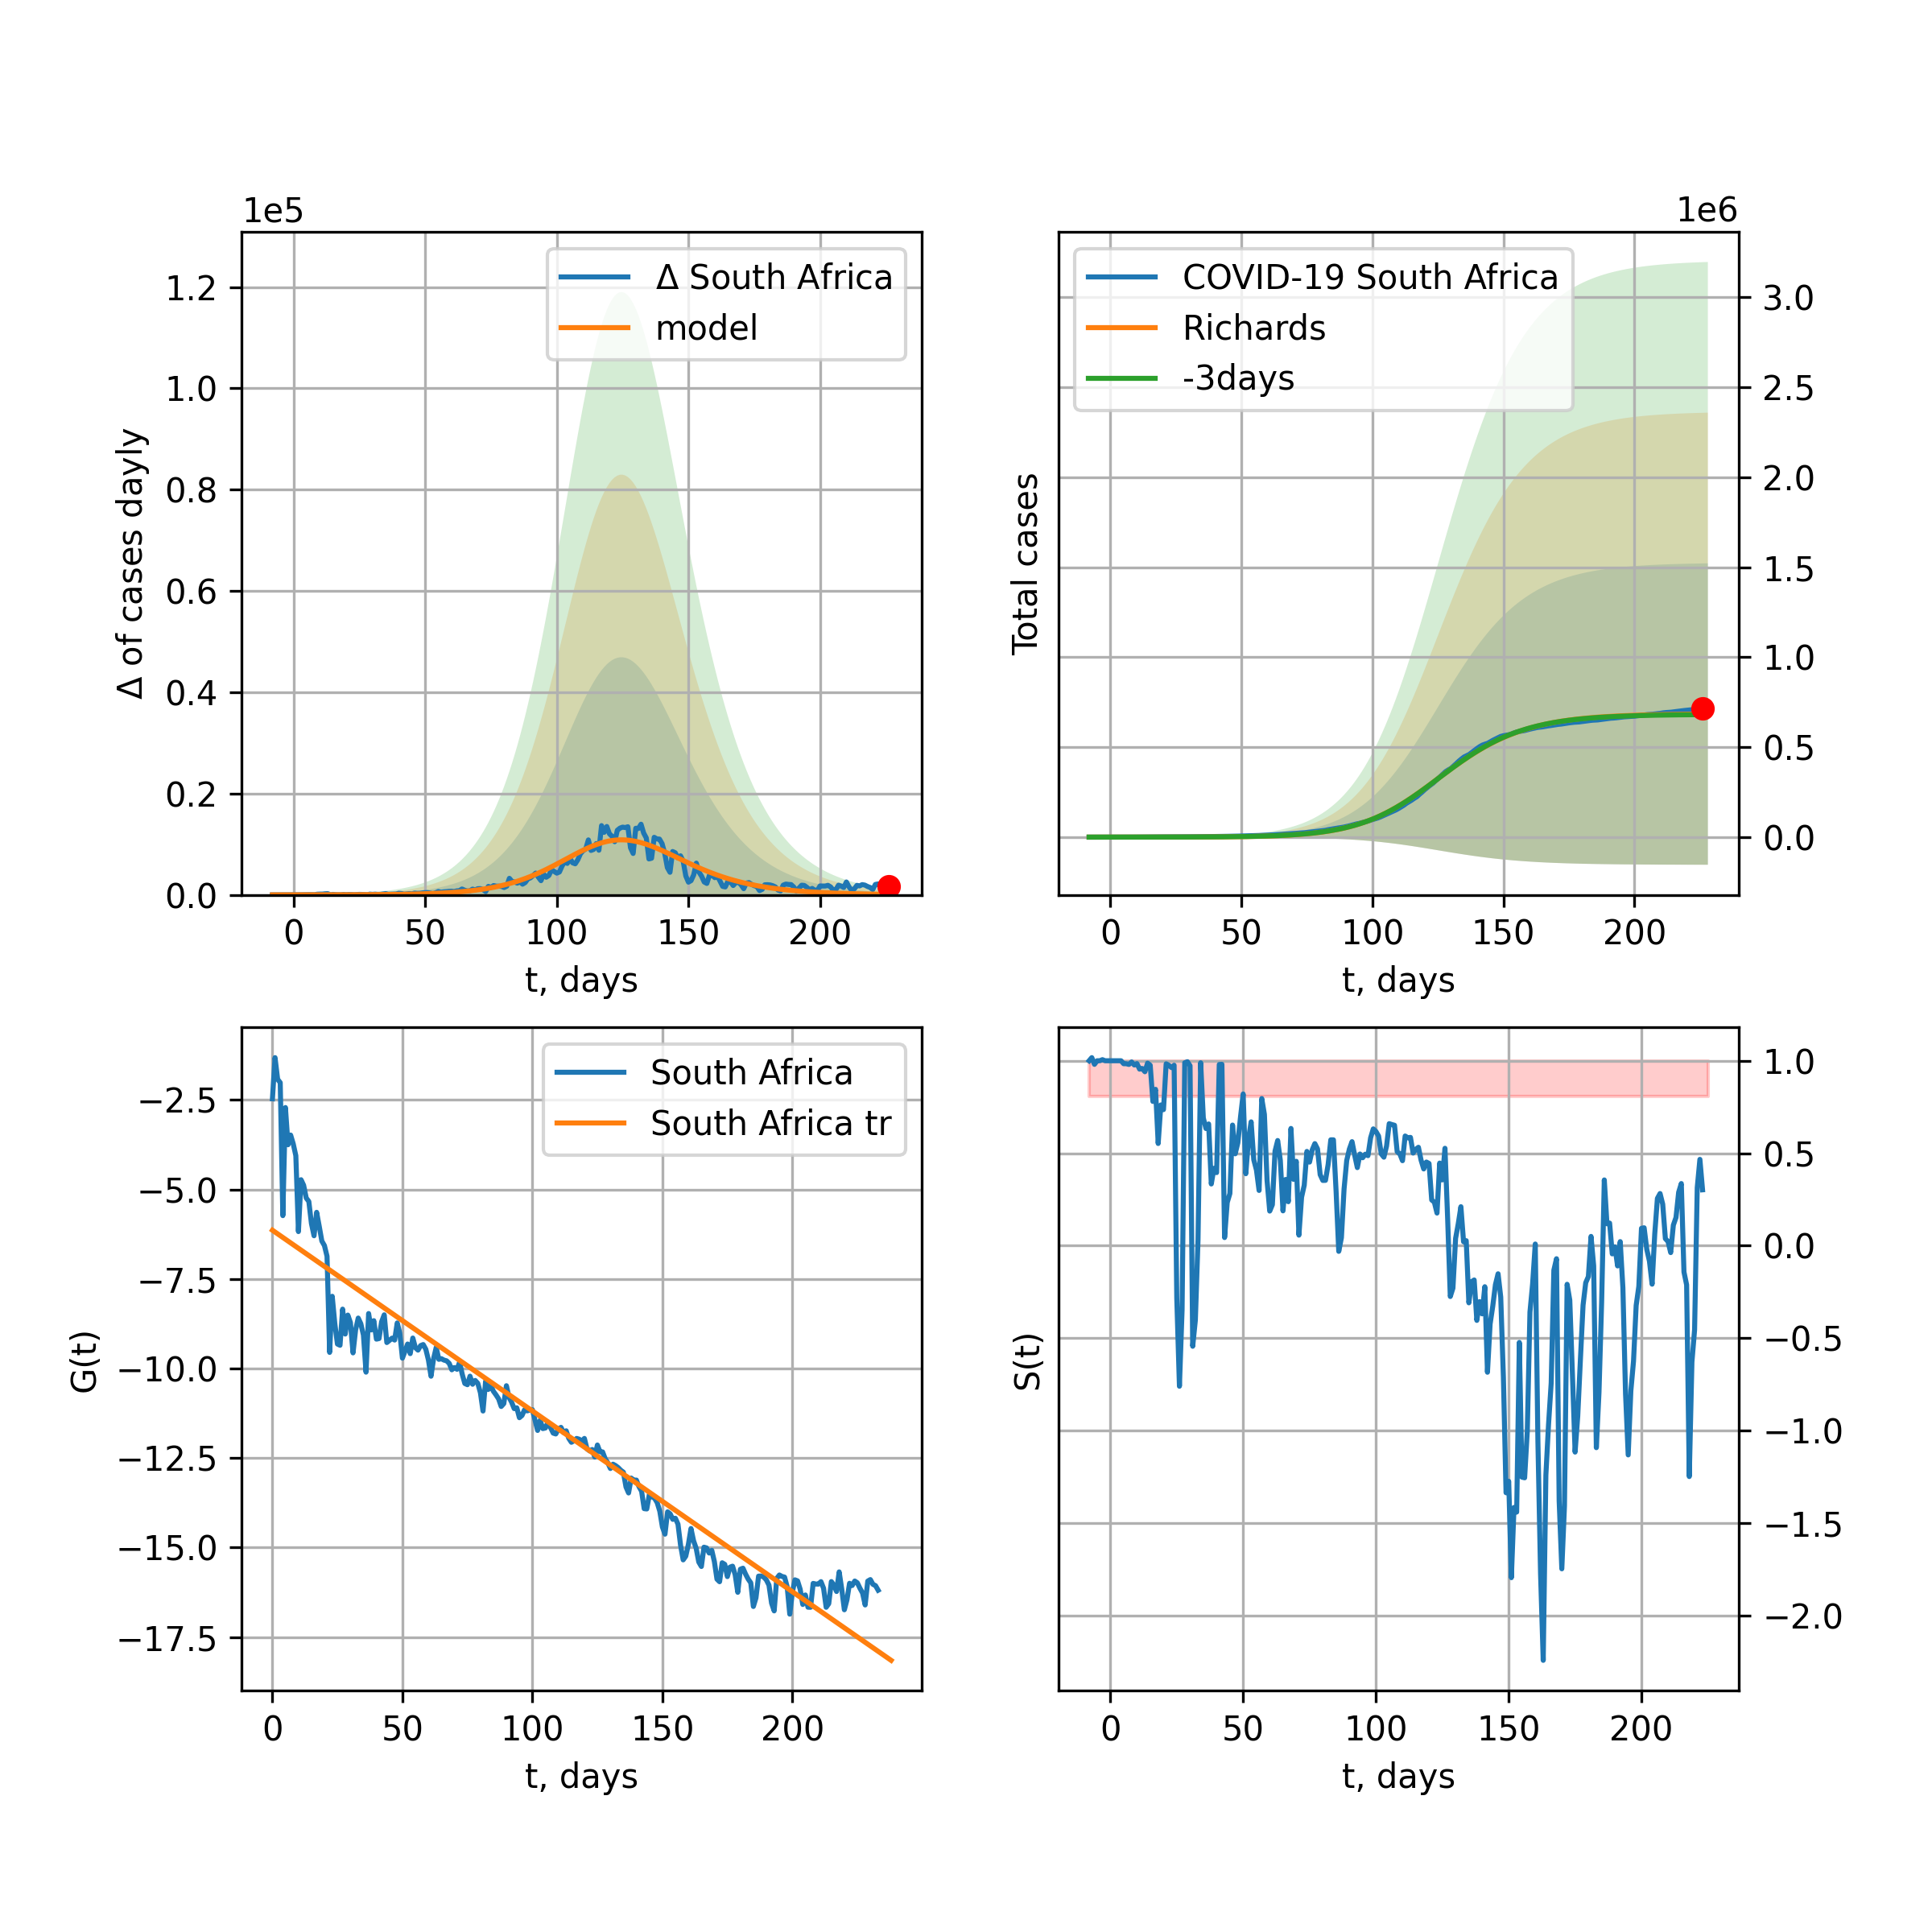 1e5
Δ South Africa
model
1.2
1.0
0.8
0.6
0.4
0.2
0.0
Δ of cases dayly
0
50
100
150
200
t, days
1e6
COVID-19 South Africa
Richards
-3days
3.0
2.5
2.0
1.5
1.0
0.5
0.0
Total cases
0
50
100
150
200
t, days
South Africa
South Africa tr
−2.5
−5.0
−7.5
−10.0
−12.5
−15.0
−17.5
G(t)
0
50
100
150
200
t, days
1.0
0.5
0.0
−0.5
−1.0
−1.5
−2.0
S(t)
0
50
100
150
200
t, days